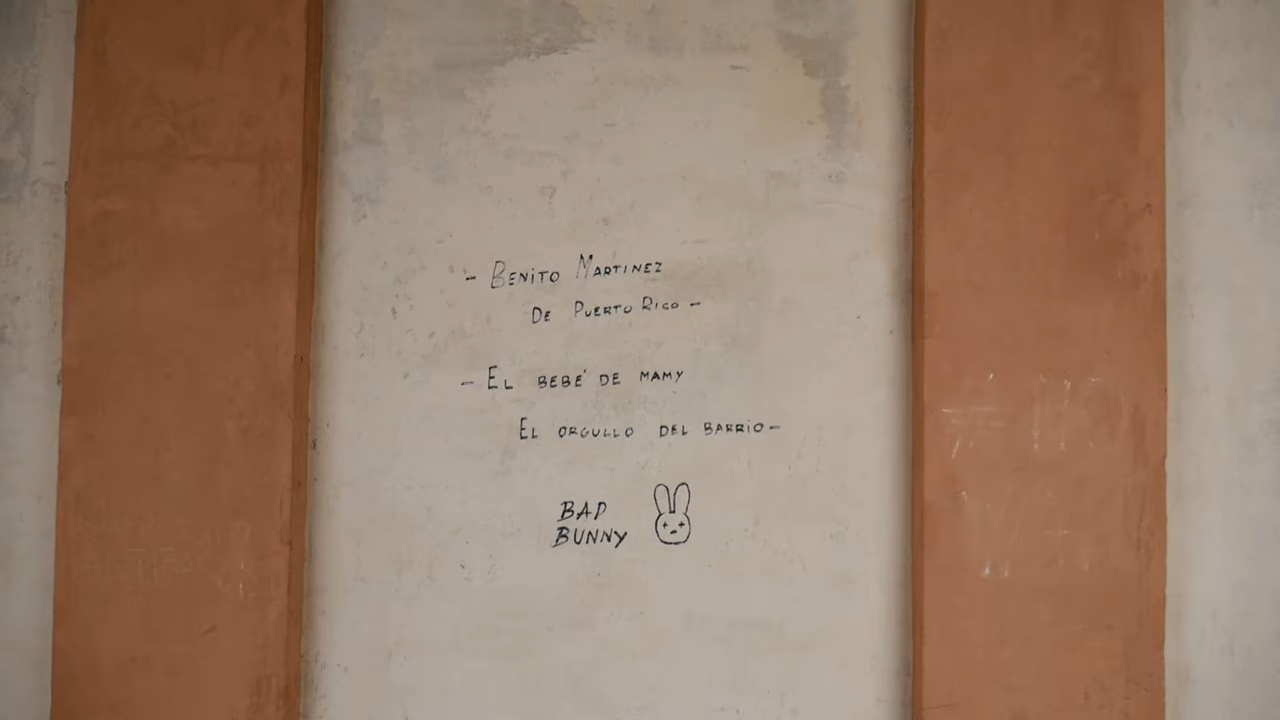 - BENITO MARTINEZ
DE PUERTO RICO -
- EL BEBÉ DE MAMY
EL ORGULLO DEL BARRIO -
BAD
BUNNY